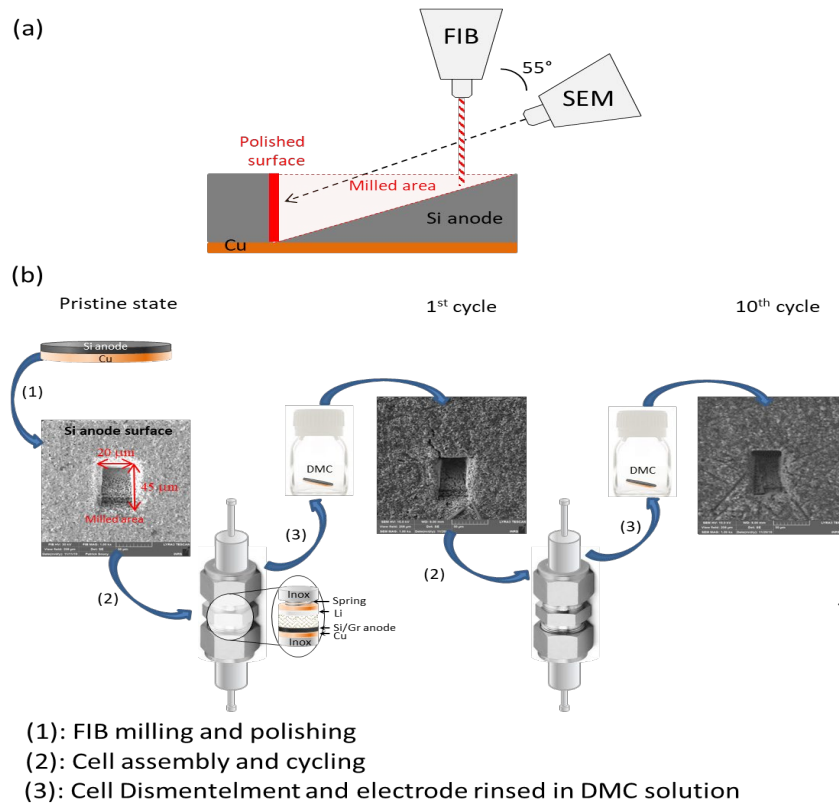 (a)
FIB
55°
SEM
Polished
surface
Milled area
Si anode
Cu
(b)
Pristine state
1st cycle
10th cycle
Si anode
Cu
(1)
Si anode surface
20 µm
45 µm
Milled area
DMC
DMC
(3)
(3)
(2)
(2)
Inox
Spring
Li
Si/Gr anode
Cu
Inox
(1): FIB milling and polishing
(2): Cell assembly and cycling
(3): Cell Dismentelment and electrode rinsed in DMC solution